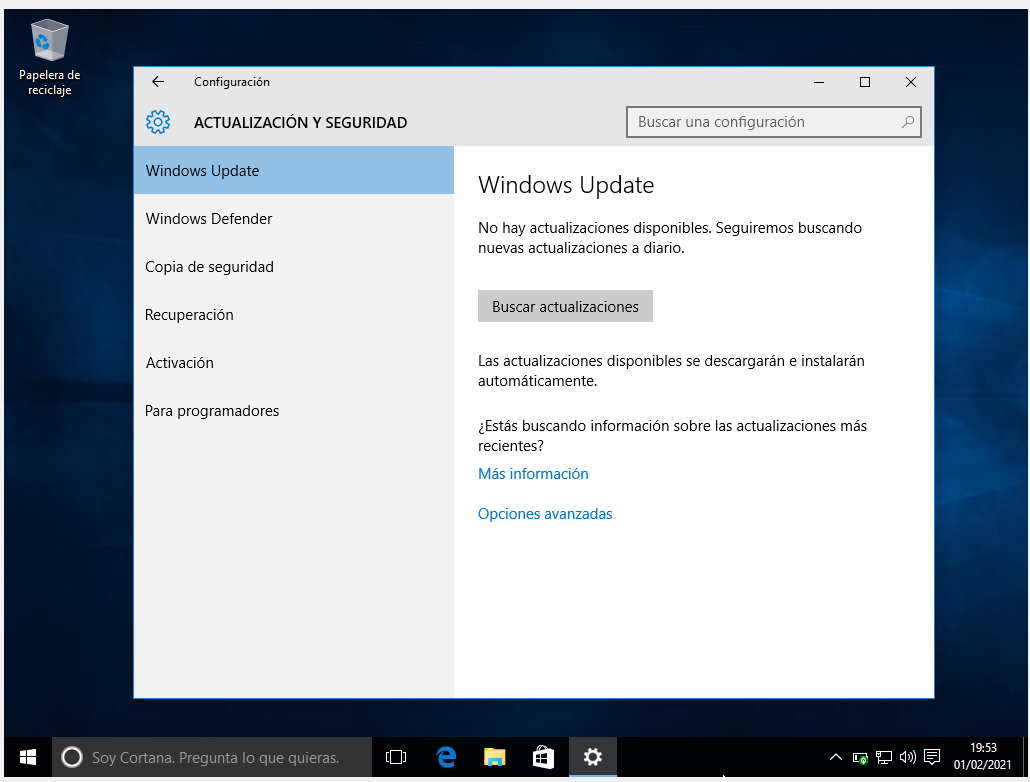 Papelera de
reciclaje
Configuración
ACTUALIZACIÓN Y SEGURIDAD
Buscar una configuración
Windows Update
Windows Defender
Copia de seguridad
Recuperación
Activación
Para programadores
Windows Update
No hay actualizaciones disponibles. Seguiremos buscando
nuevas actualizaciones a diario.
Buscar actualizaciones
Las actualizaciones disponibles se descargarán e instalarán
automáticamente.
¿Estás buscando información sobre las actualizaciones más
recientes?
Más información
Opciones avanzadas
Soy Cortana. Pregunta lo que quieras.
19:53
01/02/2021